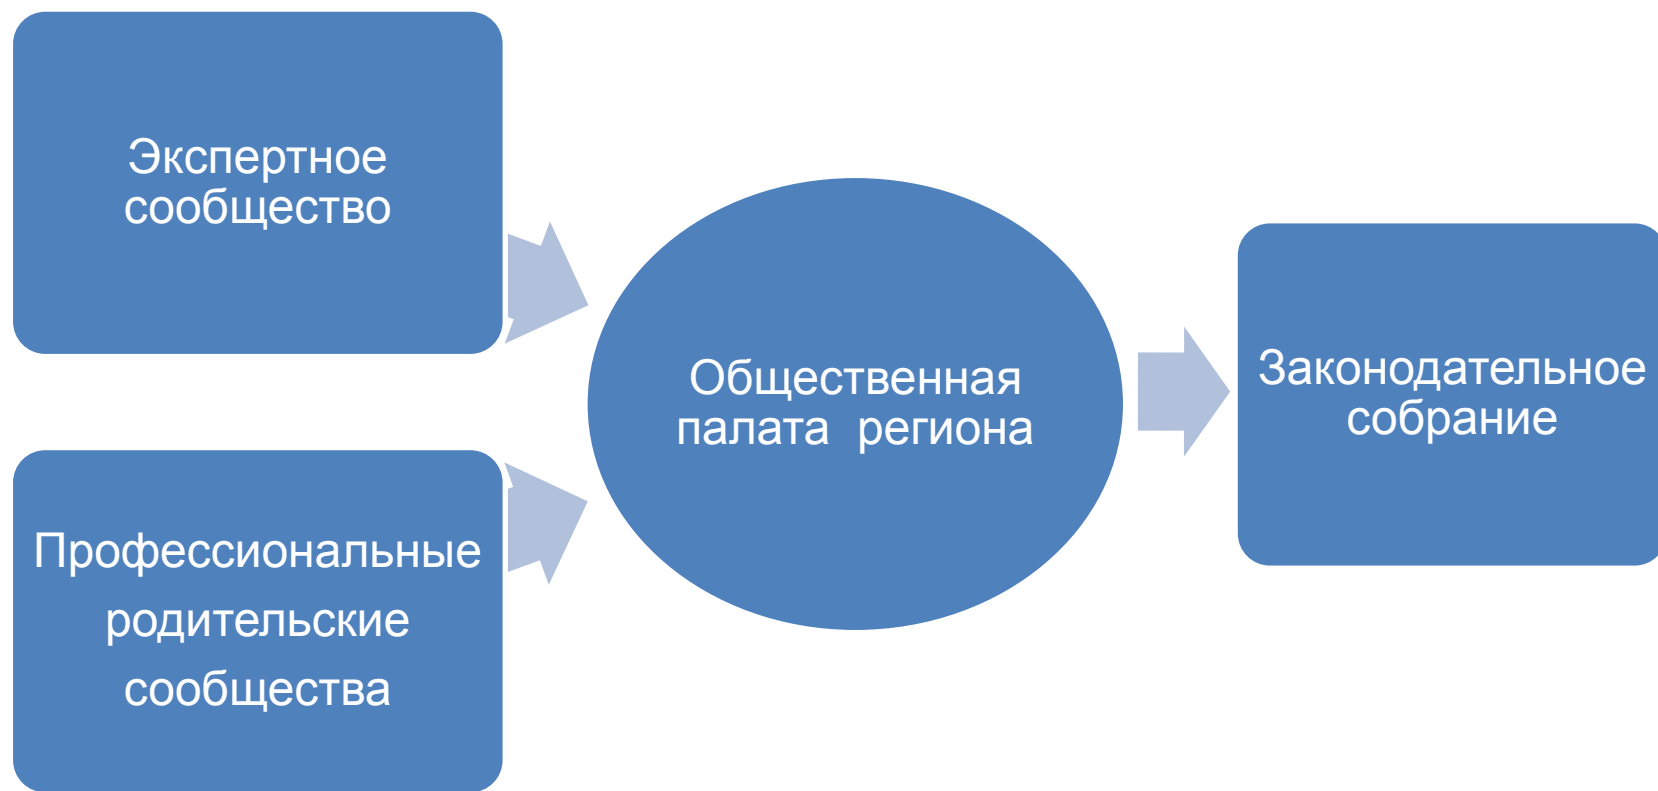 Экспертное
сообщество
Профессиональные
родительские
сообщества
Общественная
палата  региона
Законодательное
собрание